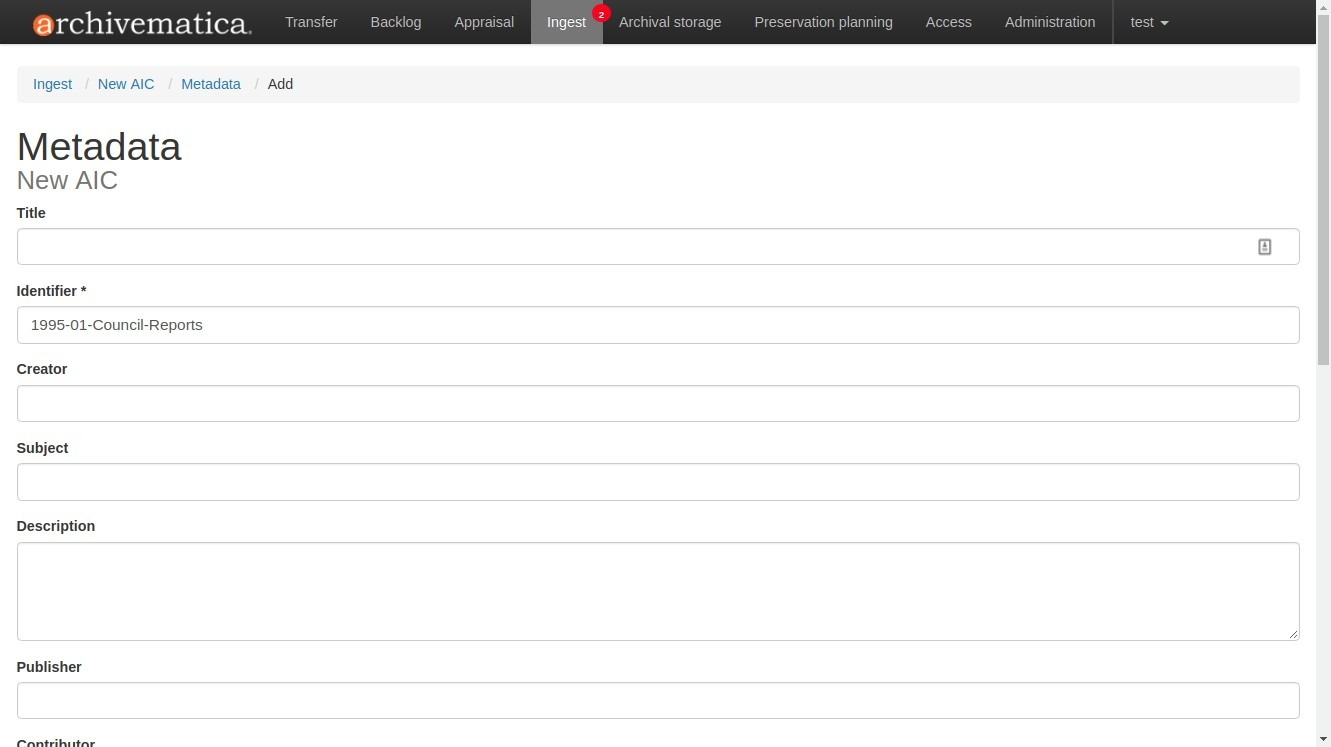 archivematica. Transfer Backlog Appraisal Ingest 2 Archival storage Preservation planning Access Administration test
Ingest / New AIC / Metadata / Add
Metadata
New AIC
Title
Identifier *
1995-01-Council-Reports
Creator
Subject
Description
Publisher
Contributor